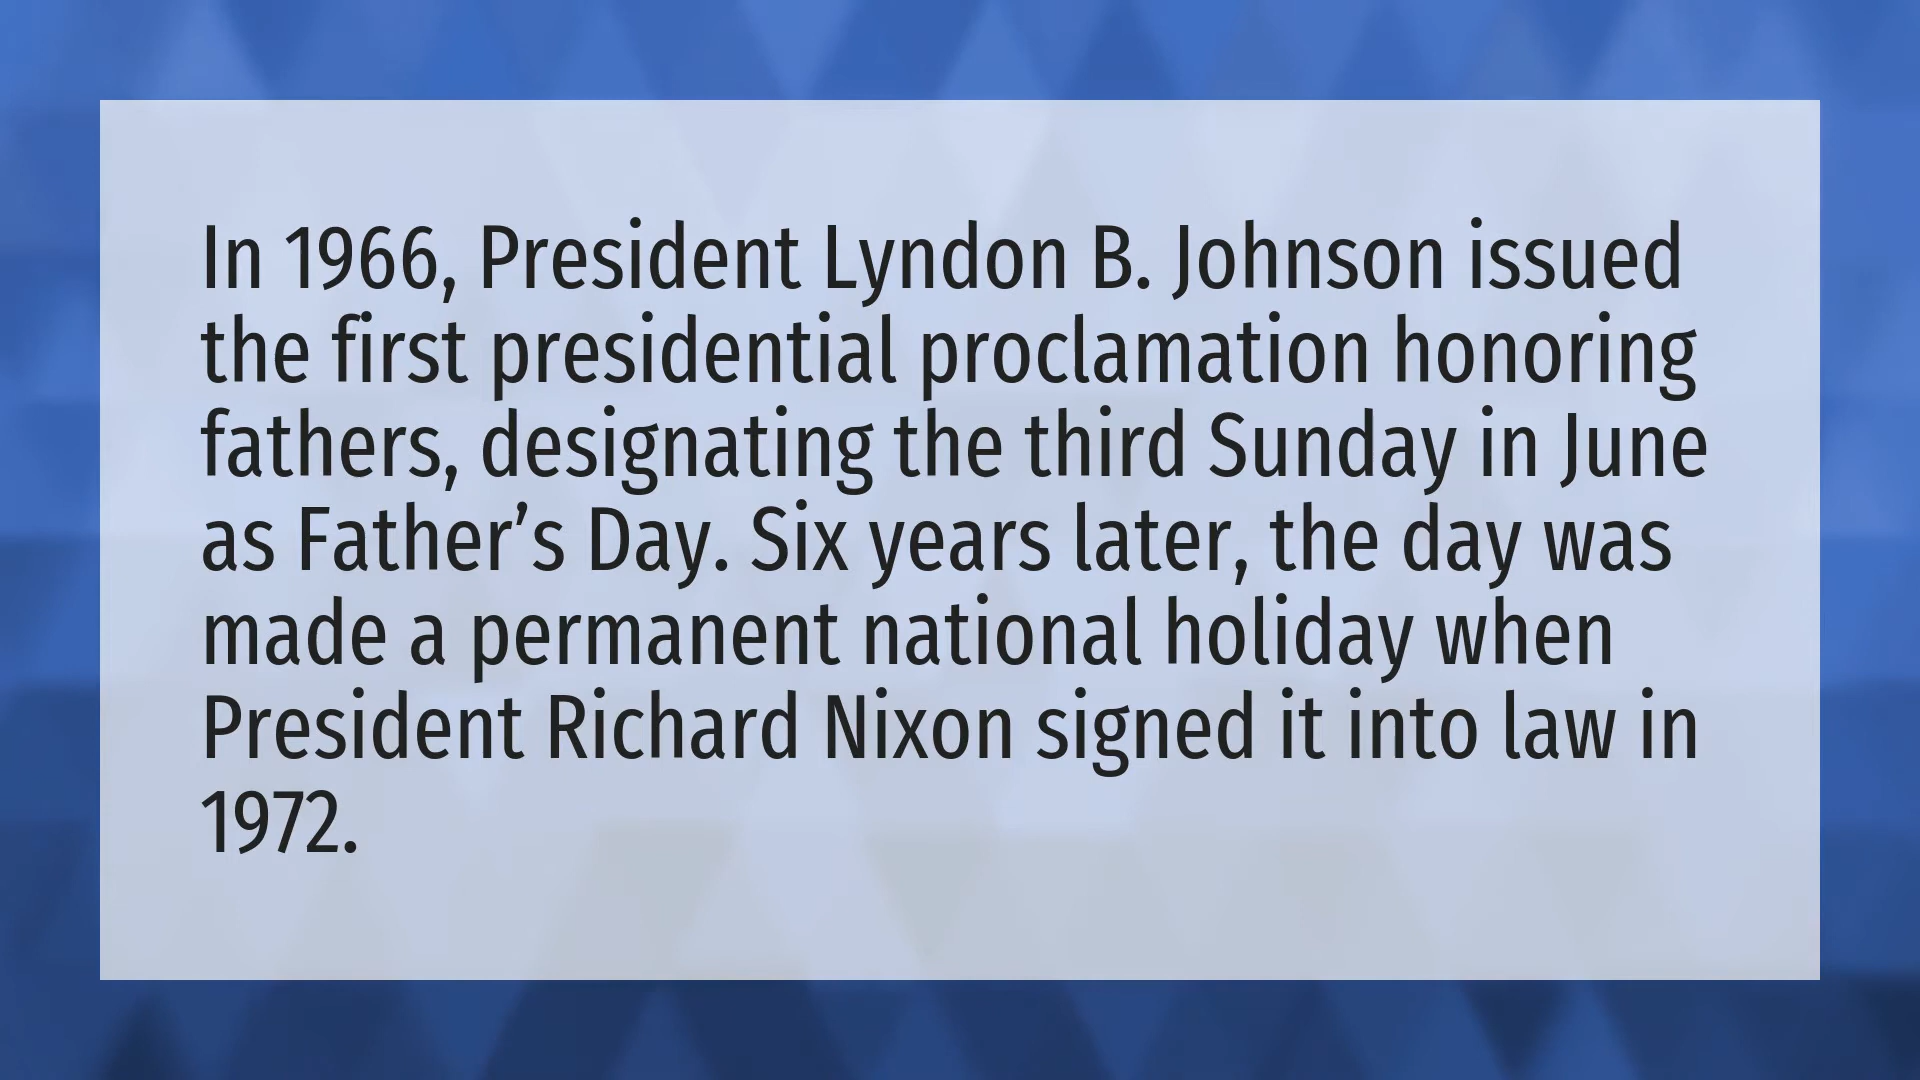 In 1966, President Lyndon B. Johnson issued
the first presidential proclamation honoring
fathers, designating the third Sunday in June
as Father’s Day. Six years later, the day was
made a permanent national holiday when
President Richard Nixon signed it into law in
1972.